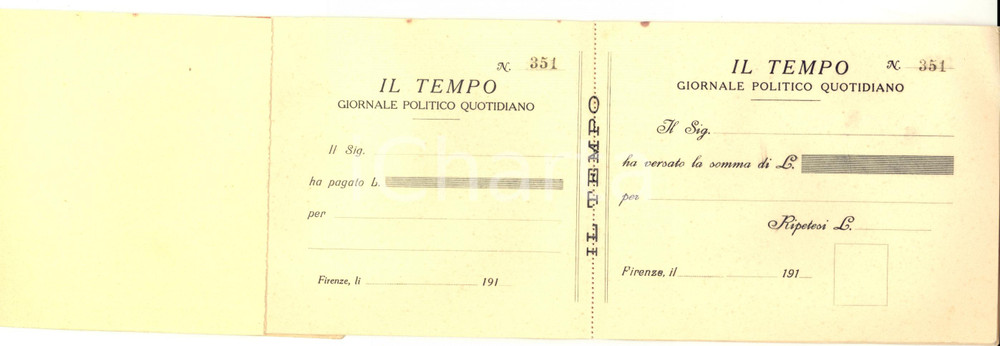 N. 351
IL TEMPO
GIORNALE POLITICO QUOTIDIANO
Il Sig.
ha pagato L.
per
Firenze, li 191
IL TEMPO
IL TEMPO N. 351
GIORNALE POLITICO QUOTIDIANO
Il Sig.
ha versato la somma di L.
per
Ripetesi L.
Firenze, il 191